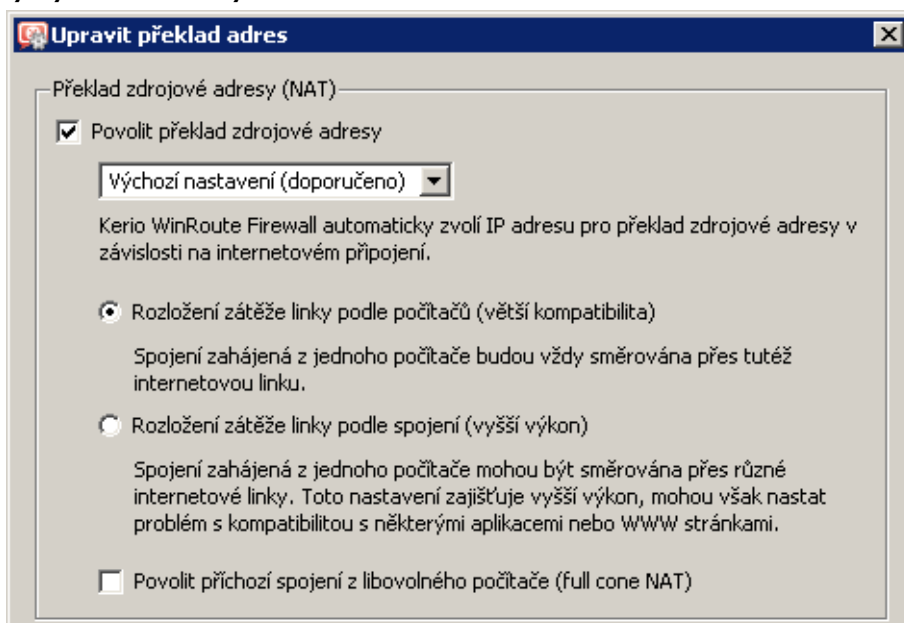 Upravit překlad adres
Překlad zdrojové adresy (NAT)
Povolit překlad zdrojové adresy
Výchozí nastavení (doporučeno)
Kerio WinRoute Firewall automaticky zvolí IP adresu pro překlad zdrojové adresy v
závislosti na internetovém připojení.
Rozložení zátěže linky podle počítačů (větší kompatibilita)
Spojení zahájená z jednoho počítače budou vždy směrována přes tutéž
internetovou linku.
Rozložení zátěže linky podle spojení (vyšší výkon)
Spojení zahájená z jednoho počítače mohou být směrována přes různé
internetové linky. Toto nastavení zajišťuje vyšší výkon, mohou však nastat
problém s kompatibilitou s některými aplikacemi nebo WWW stránkami.
Povolit příchozí spojení z libovolného počítače (full cone NAT)